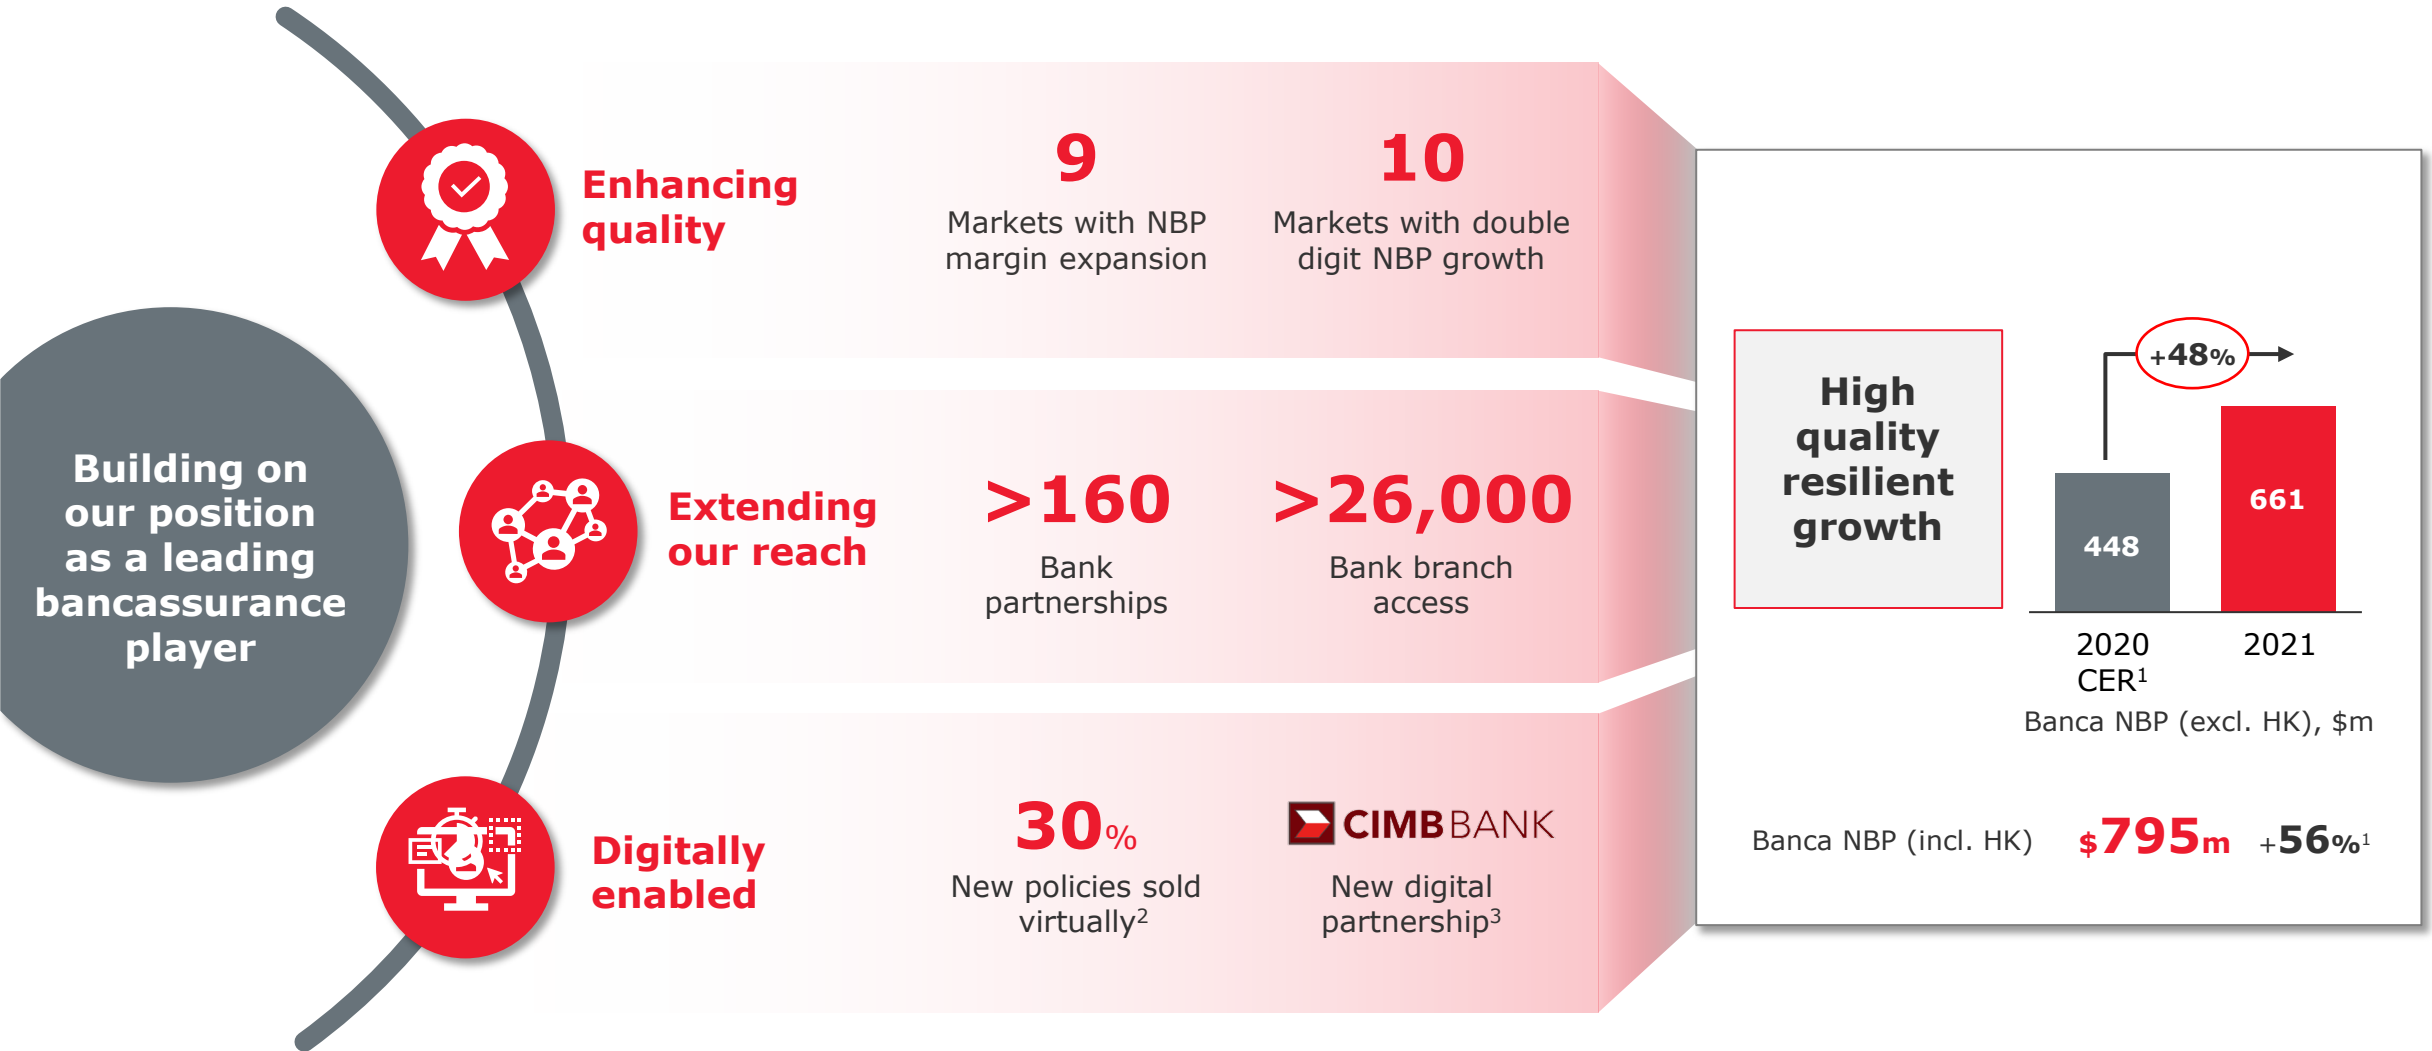 Building on
our position
as a leading
bancassurance
player
Enhancing
quality
9
Markets with NBP
margin expansion
10
Markets with double
digit NBP growth
Extending
our reach
>160
Bank
partnerships
>26,000
Bank branch
access
Digitally
enabled
30%
New policies sold
virtually²
CIMB BANK
New digital
partnership³
High
quality
resilient
growth
+48%
448
661
2020
CER¹
2021
Banca NBP (excl. HK), $m
Banca NBP (incl. HK) $795m +56%¹